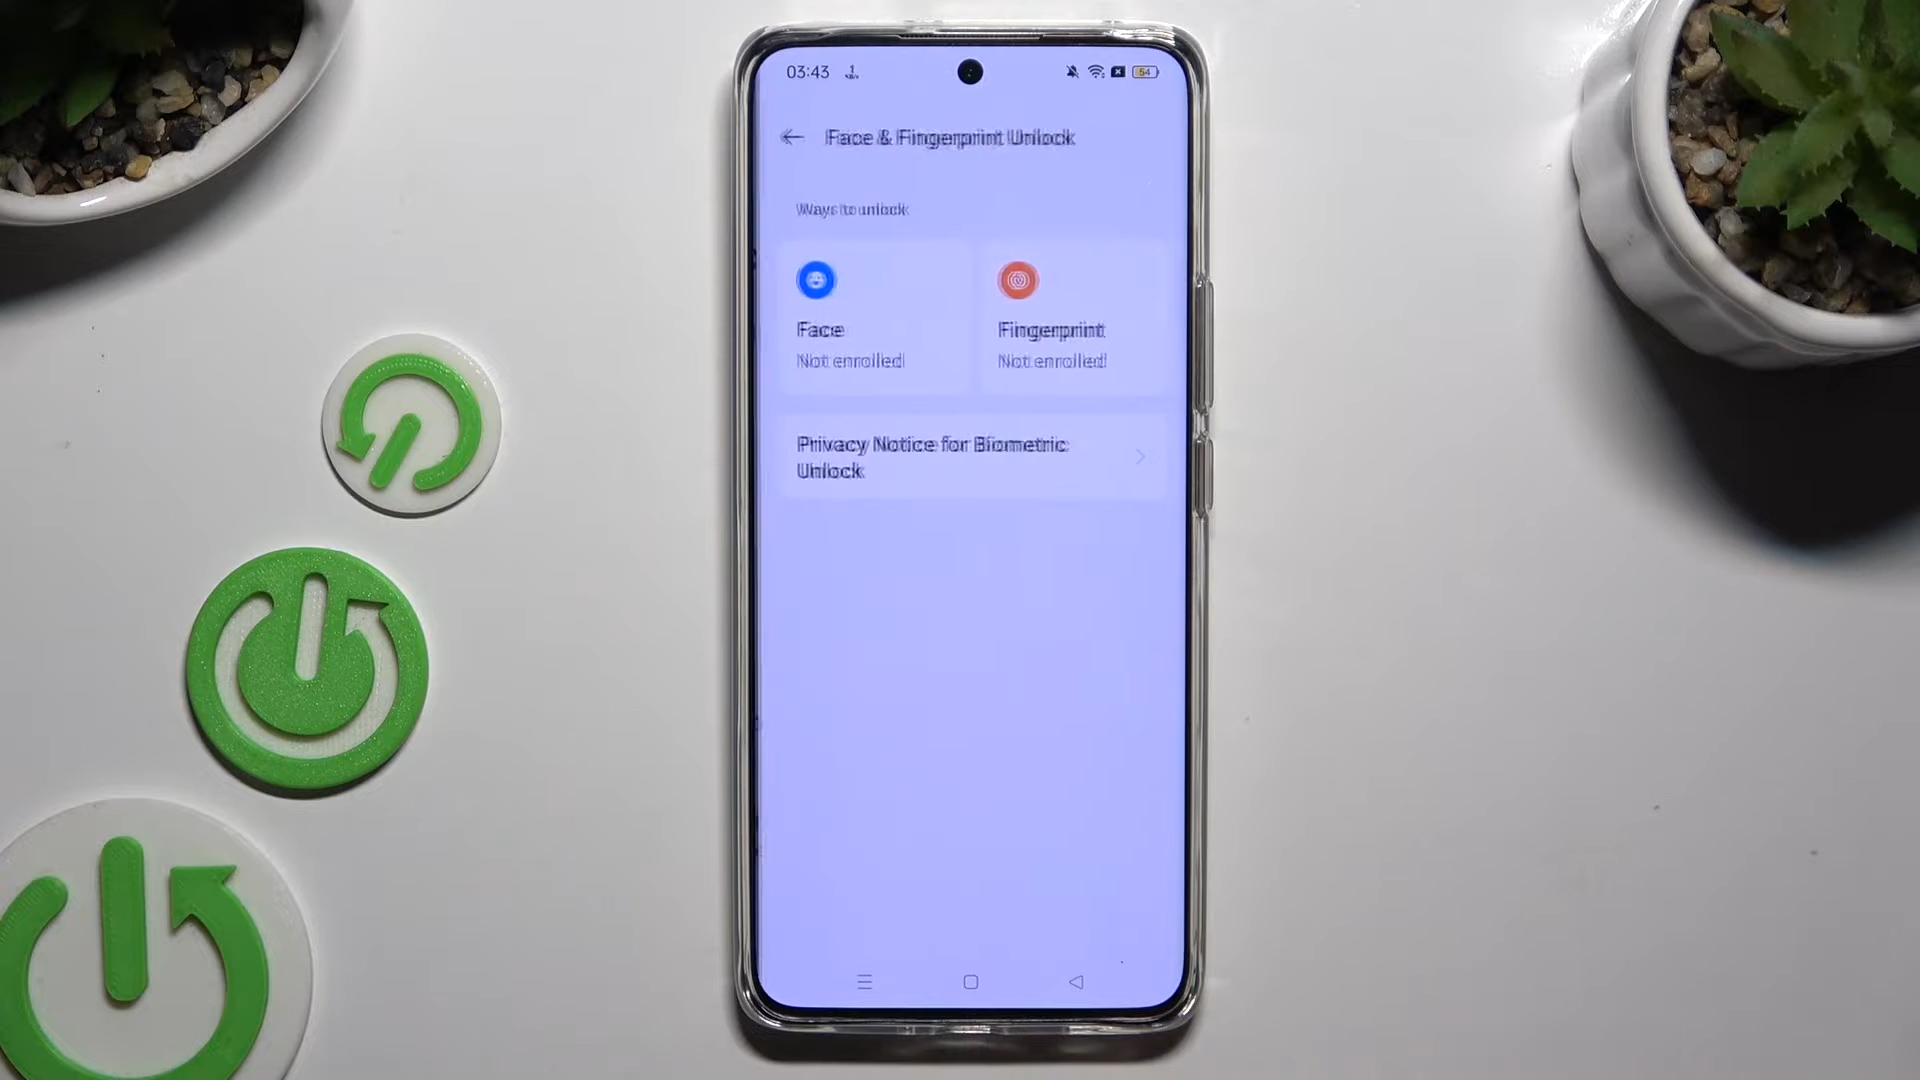 03:43
54
Face & Fingerprint Unlock
Ways to unlock
Face
Fingerprint
Not enrolled
Not enrolled
Privacy Notice for Biometric
Unlock